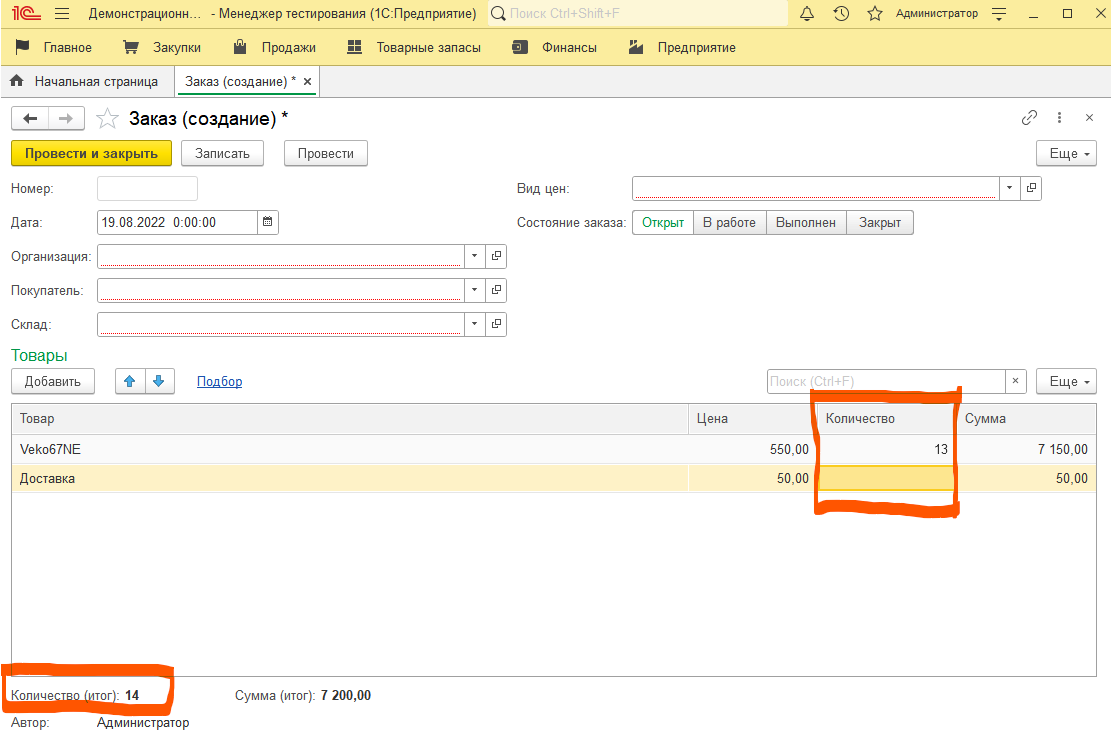 1С Демонстрационн... - Менеджер тестирования (1С:Предприятие) Поиск Ctrl+Shift+F Администратор
Главное Закупки Продажи Товарные запасы Финансы Предприятие
Начальная страница Заказ (создание) * ×
Заказ (создание) *
Провести и закрыть Записать Провести Еще
Номер: Вид цен:
Дата: 19.08.2022 0:00:00 Состояние заказа: Открыт В работе Выполнен Закрыт
Организация:
Покупатель:
Склад:
Товары
Добавить Подбор Поиск (Ctrl+F) × Еще
Товар Цена Количество Сумма
Veko67NE 550,00 13 7 150,00
Доставка 50,00 50,00
Количество (итог): 14 Сумма (итог): 7 200,00
Автор: Администратор